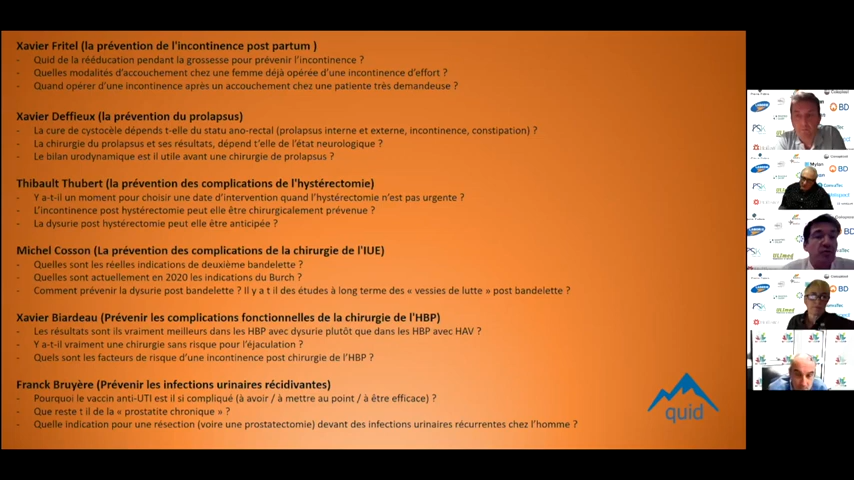 Xavier Fritel (la prévention de l'incontinence post partum )
- Quid de la rééducation pendant la grossesse pour prévenir l'incontinence ?
- Quelles modalités d'accouchement chez une femme déjà opérée d'une incontinence d'effort ?
- Quand opérer d'une incontinence après un accouchement chez une patiente très demandeuse ?
Xavier Deffieux (la prévention du prolapsus)
- La cure de cystocèle dépends t-elle du statu ano-rectal (prolapsus interne et externe, incontinence, constipation) ?
- La chirurgie du prolapsus et ses résultats, dépend t'elle de l'état neurologique ?
- Le bilan urodynamique est il utile avant une chirurgie de prolapsus ?
Thibault Thubert (la prévention des complications de l'hystérectomie)
- Y a-t-il un moment pour choisir une date d'intervention quand l'hystérectomie n'est pas urgente ?
- L'incontinence post hystérectomie peut elle être chirurgicalement prévenue ?
- La dysurie post hystérectomie peut elle être anticipée ?
Michel Cosson (La prévention des complications de la chirurgie de l'IUE)
- Quelles sont les réelles indications de deuxième bandelette ?
- Quelles sont actuellement en 2020 les indications du Burch ?
- Comment prévenir la dysurie post bandelette ? Il y a t il des études à long terme des « vessies de lutte » post bandelette ?
Xavier Biardeau (Prévenir les complications fonctionnelles de la chirurgie de l'HBP)
- Les résultats sont ils vraiment meilleurs dans les HBP avec dysurie plutôt que dans les HBP avec HAV ?
- Y a-t-il vraiment une chirurgie sans risque pour l'éjaculation ?
- Quels sont les facteurs de risque d'une incontinence post chirurgie de l'HBP ?
Franck Bruyère (Prévenir les infections urinaires récidivantes)
- Pourquoi le vaccin anti-UTI est il si compliqué (à avoir / à mettre au point / à être efficace) ?
- Que reste t il de la « prostatite chronique » ?
- Quelle indication pour une résection (voire une prostatectomie) devant des infections urinaires récurrentes chez l'homme ?
quid
BD
BD
BD